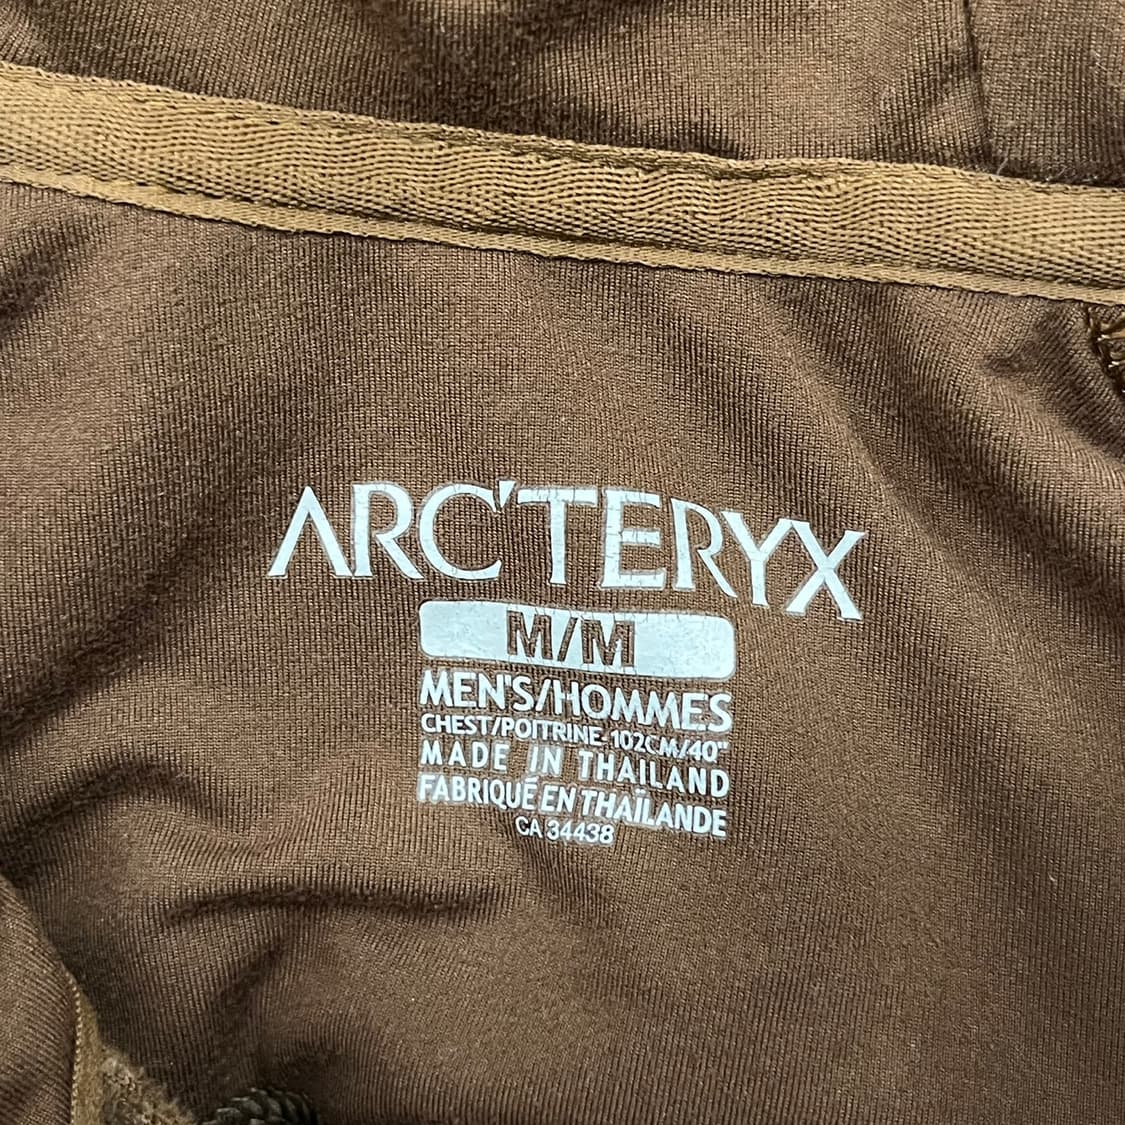 ARC'TERYX
M/M
MEN'S/HOMMES
CHEST/POITRINE-102CM/40"
MADE IN THAILAND
FABRIQUÉ EN THAÏLANDE
CA 34438